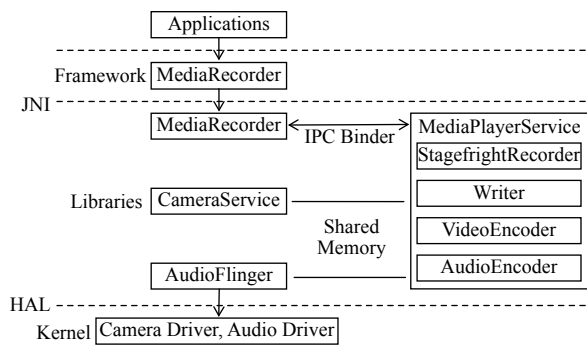 Applications
Framework
MediaRecorder
JNI
MediaRecorder
IPC Binder
MediaPlayerService
StagefrightRecorder
Writer
VideoEncoder
AudioEncoder
Libraries
CameraService
Shared
Memory
AudioFlinger
HAL
Kernel
Camera Driver, Audio Driver